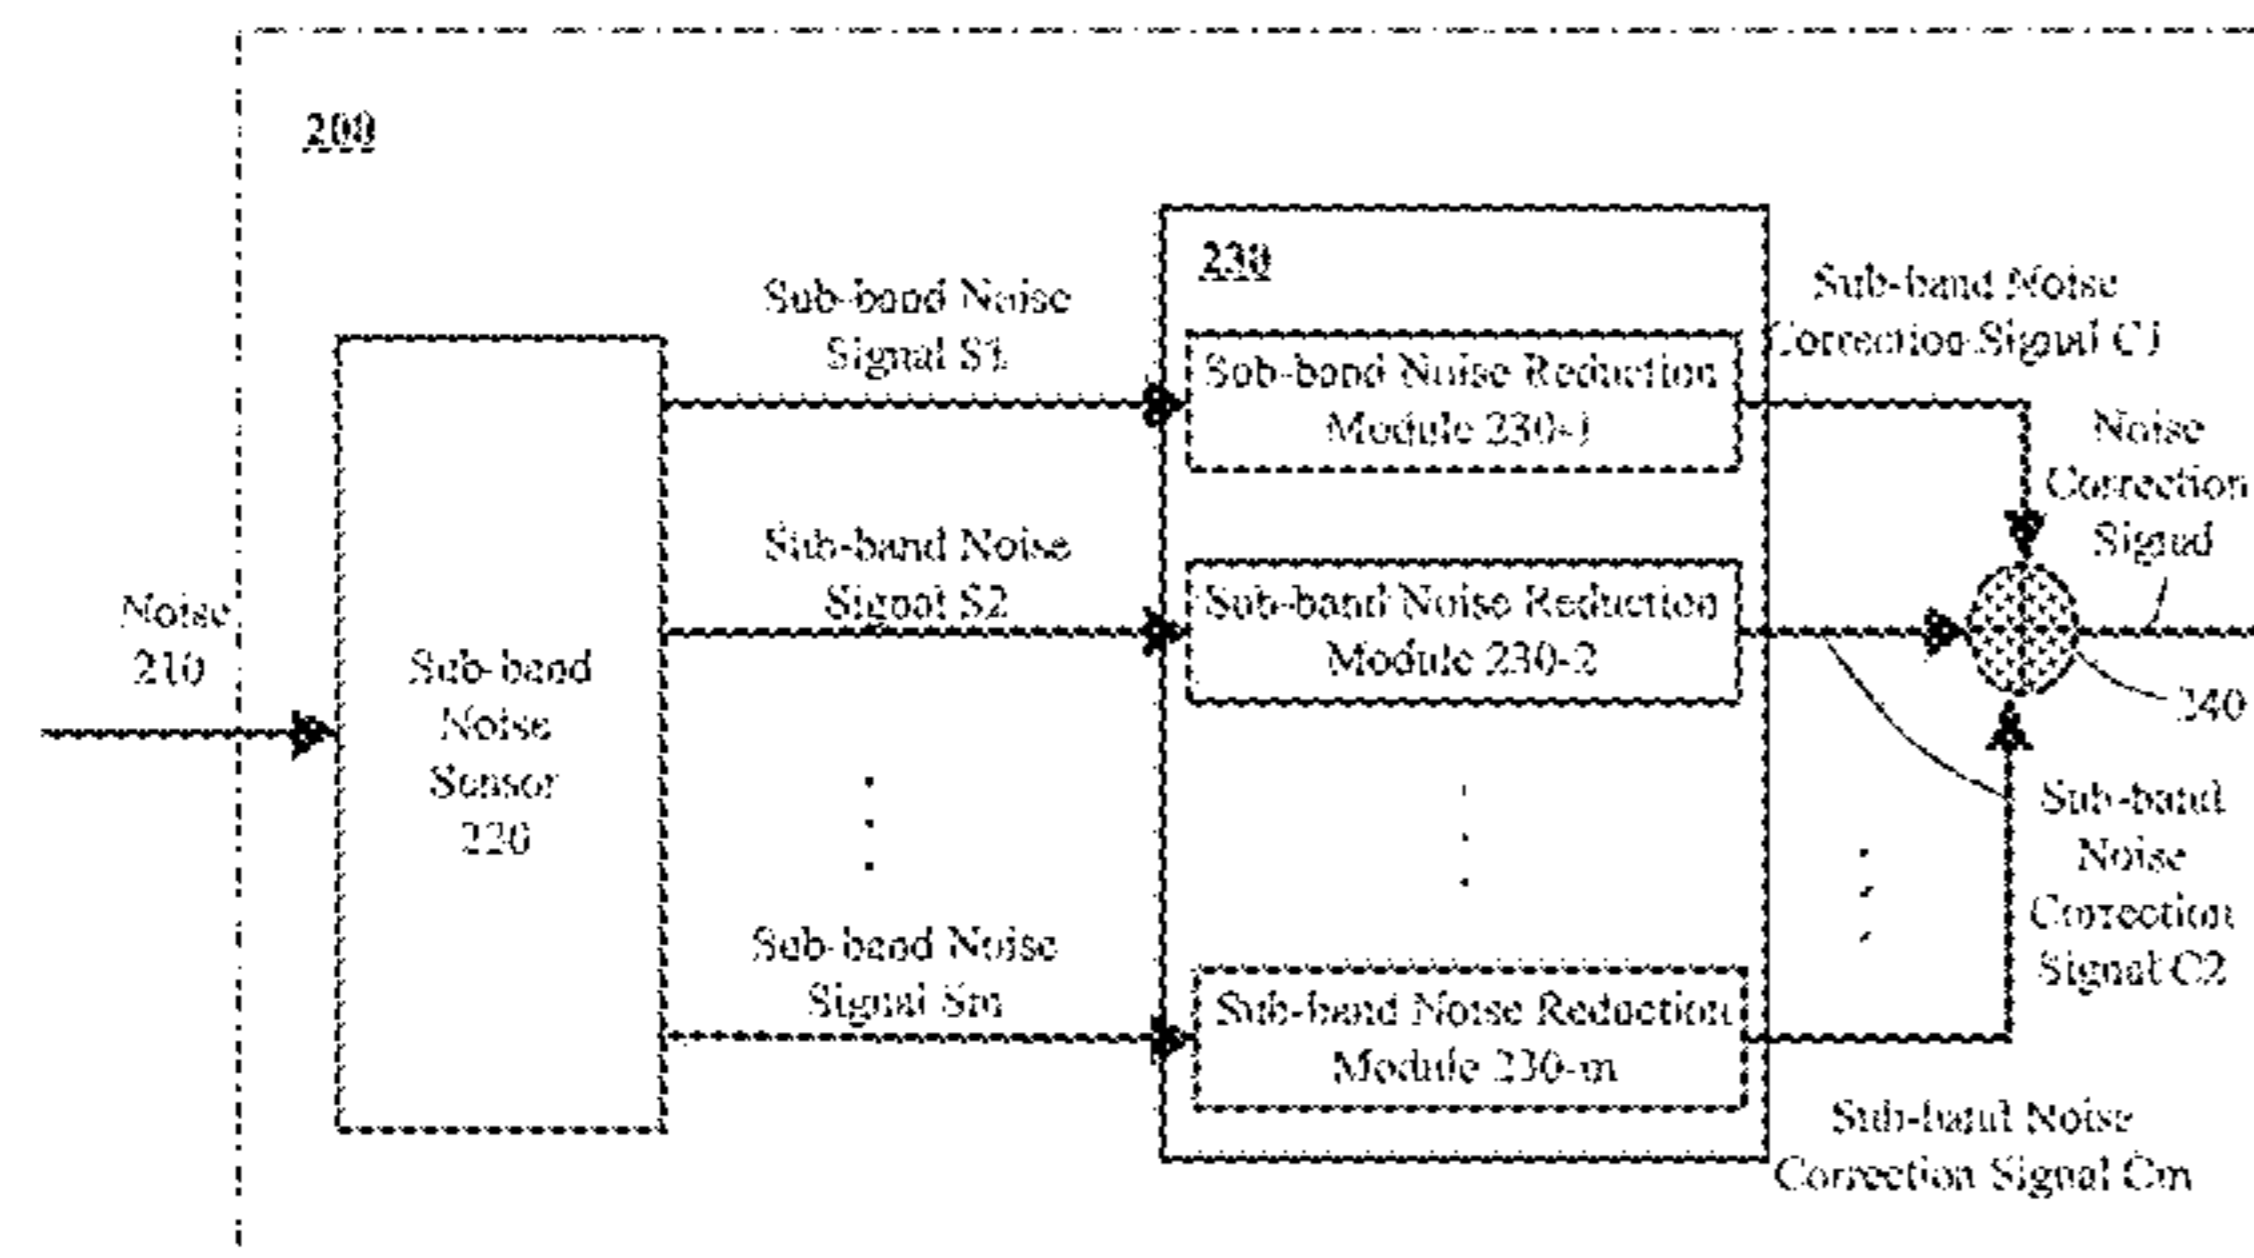 200
230
Sub-band Noise
Signal S1
Sub-band Noise
Correction Signal C1
Sub-band Noise Reduction
Module 230-1
Noise
Correction
Signal
Sub-band Noise
Signal S2
Sub-band Noise Reduction
Module 230-2
Noise
210
Sub-band
Noise
Sensor
220
240
Sub-band
Noise
Correction
Signal C2
Sub-band Noise
Signal Sm
Sub-band Noise Reduction
Module 230-m
Sub-band Noise
Correction Signal Cm